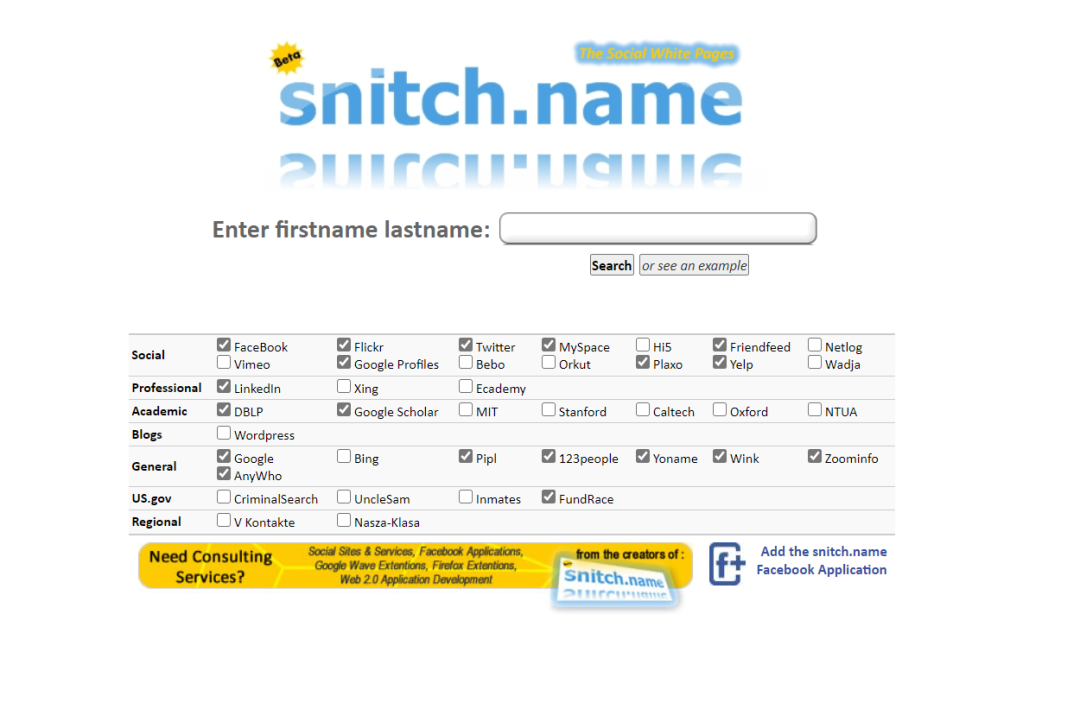 Beta
The Social White Pages
snitch.name
Enter firstname lastname:
Search or see an example
Social FaceBook Flickr Twitter MySpace Hi5 Friendfeed Netlog
Vimeo Google Profiles Bebo Orkut Plaxo Yelp Wadja
Professional LinkedIn Xing Ecademy
Academic DBLP Google Scholar MIT Stanford Caltech Oxford NTUA
Blogs Wordpress
General Google Bing Pipl 123people Yoname Wink Zoominfo
AnyWho
US.gov CriminalSearch UncleSam Inmates FundRace
Regional V Kontakte Nasza-Klasa
Need Consulting Services?
Social Sites & Services, Facebook Applications,
Google Wave Extentions, Firefox Extentions,
Web 2.0 Application Development
from the creators of :
snitch.name
Add the snitch.name
Facebook Application